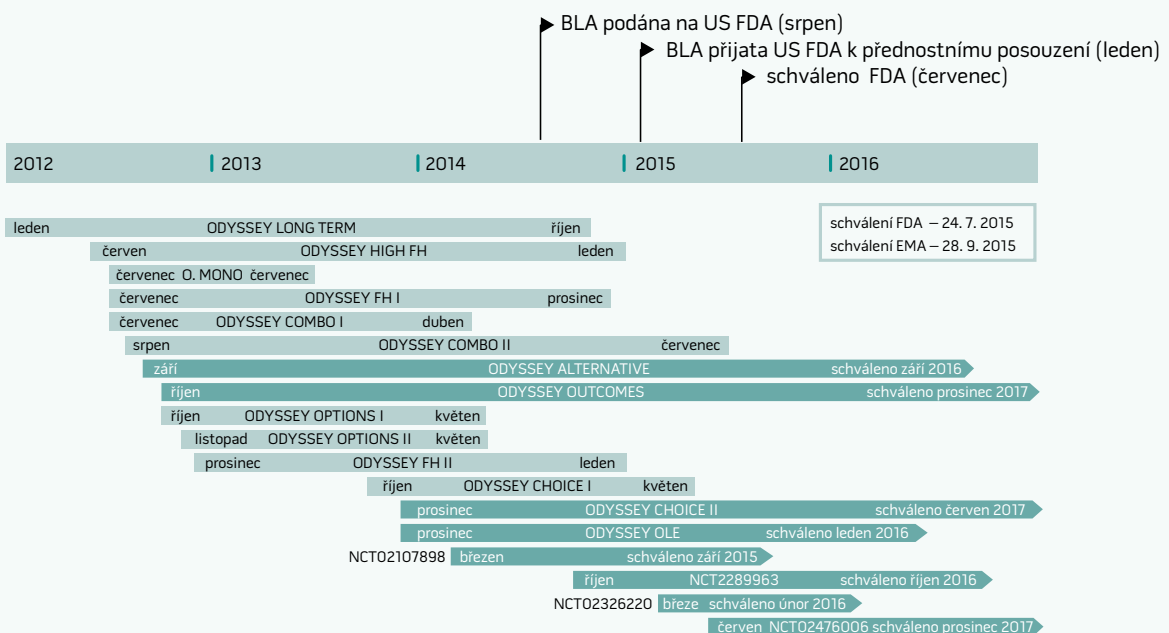 BLA podána na US FDA (srpen)
BLA přijata US FDA k přednostnímu posouzení (leden)
schváleno FDA (červenec)
2012 2013 2014 2015 2016
schválení FDA – 24. 7. 2015
schválení EMA – 28. 9. 2015
leden ODYSSEY LONG TERM říjen
červen ODYSSEY HIGH FH leden
červenec O. MONO červenec
červenec ODYSSEY FH I prosinec
červenec ODYSSEY COMBO I duben
srpen ODYSSEY COMBO II červenec
září ODYSSEY ALTERNATIVE schváleno září 2016
říjen ODYSSEY OUTCOMES schváleno prosinec 2017
říjen ODYSSEY OPTIONS I květen
listopad ODYSSEY OPTIONS II květen
prosinec ODYSSEY FH II leden
říjen ODYSSEY CHOICE I květen
prosinec ODYSSEY CHOICE II schváleno červen 2017
prosinec ODYSSEY OLE schváleno leden 2016
NCT02107898 březen schváleno září 2015
říjen NCT2289963 schváleno říjen 2016
NCT02326220 březe schváleno únor 2016
červen NCT02476006 schváleno prosinec 2017